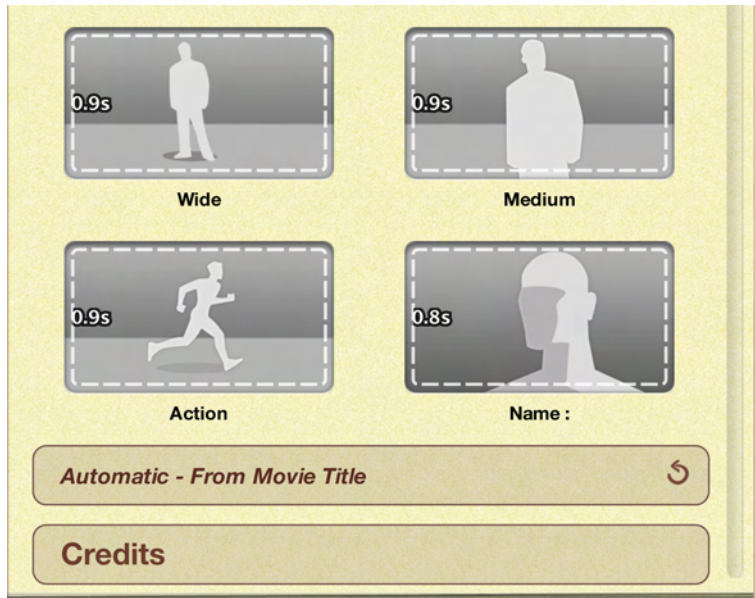 0.9s 0.9s
Wide Medium
0.9s 0.8s
Action Name :
Automatic - From Movie Title
Credits